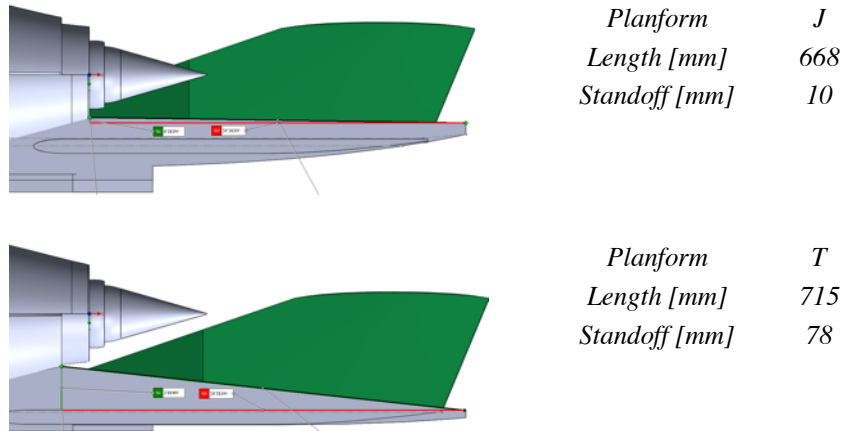 Planform J
Length [mm] 668
Standoff [mm] 10
Planform T
Length [mm] 715
Standoff [mm] 78